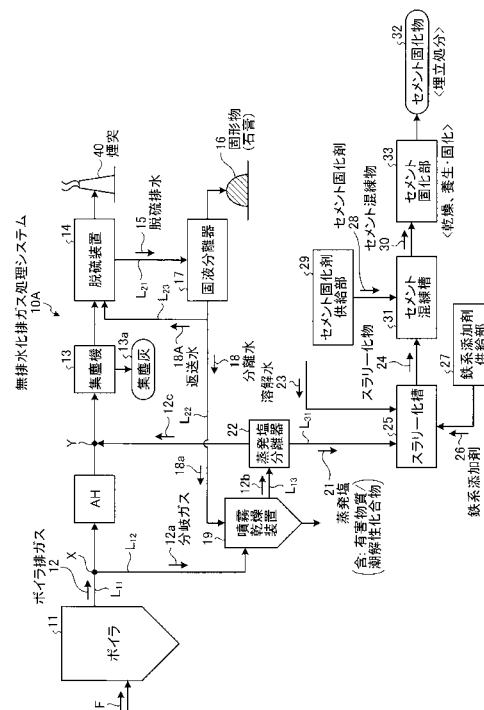 無排水化排ガス処理システム
10A
F
ボイラ
11
ボイラ排ガス
12
L11
X
L12
12a
分岐ガス
AH
Y
12c
集塵機
13
13a
集塵灰
脱硫装置
14
40
煙突
15
脱硫排水
L21
L23
固液分離器
17
16
固形物
(石膏)
18A
返送水
18
分離水
L22
18a
噴霧
乾燥
装置
19
12b
L13
蒸発塩
分離器
22
L31
21
蒸発塩
(含:有害物質
潮解性化合物)
溶解水
23
スラリー化槽
25
26
鉄系添加剤
鉄系添加剤
供給部
27
スラリー化物
24
セメント固化剤
供給部
29
セメント固化剤
28
セメント
混練槽
31
セメント混練物
30
セメント
固化部
33
<乾燥、養生・固化>
セメント固化物
32
<埋立処分>